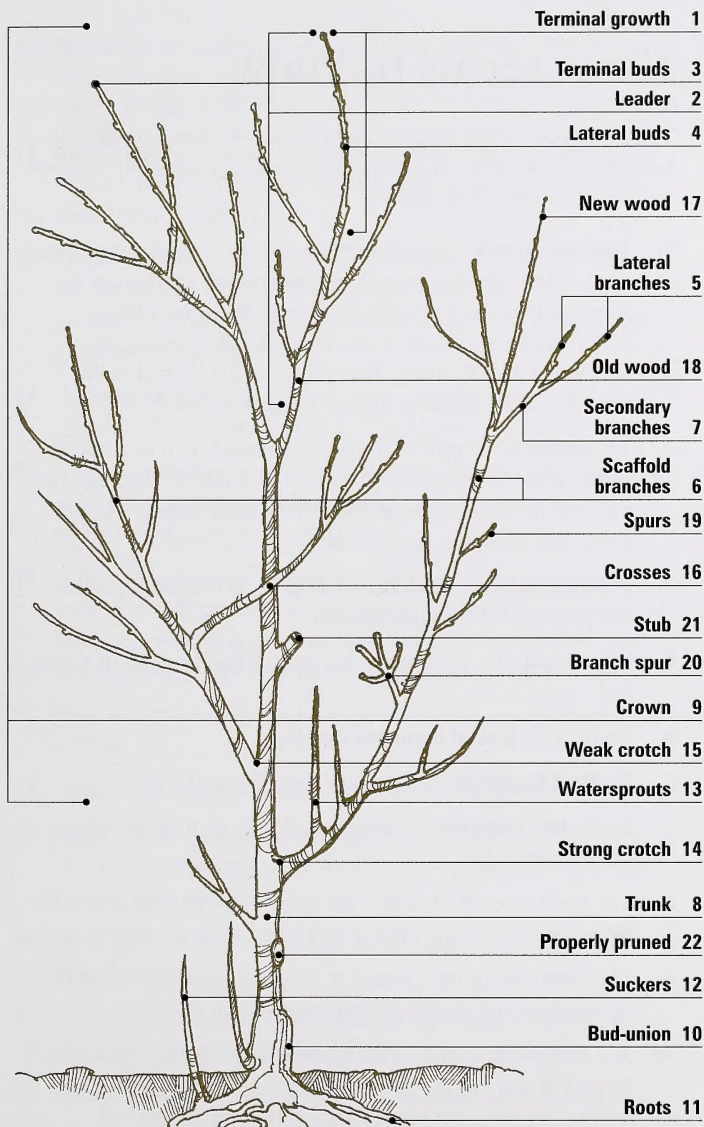 Terminal growth 1
Terminal buds 3
Leader 2
Lateral buds 4
New wood 17
Lateral
branches 5
Old wood 18
Secondary
branches 7
Scaffold
branches 6
Spurs 19
Crosses 16
Stub 21
Branch spur 20
Crown 9
Weak crotch 15
Watersprouts 13
Strong crotch 14
Trunk 8
Properly pruned 22
Suckers 12
Bud-union 10
Roots 11